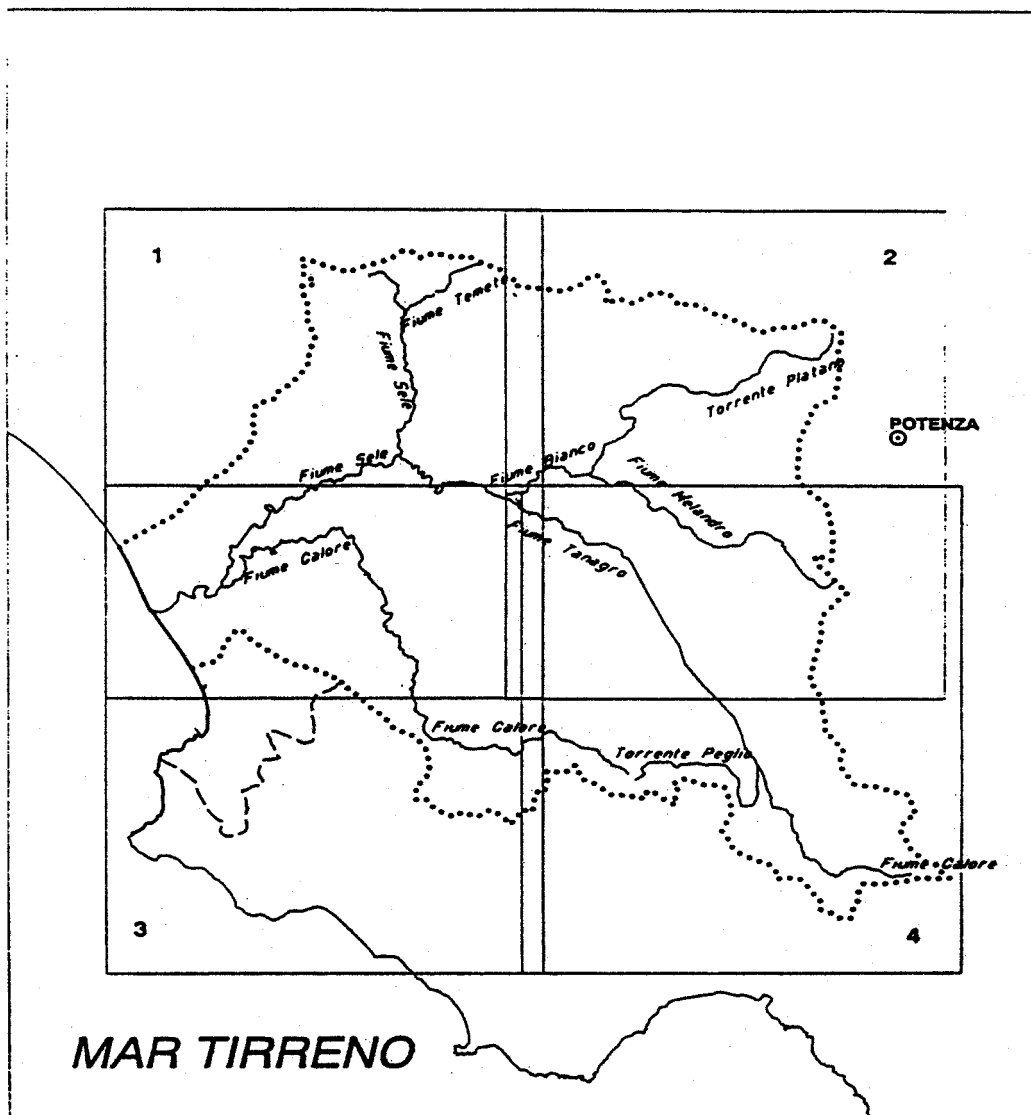 1
2
Fiume Temete
Fiume Sele
Torrente Platano
POTENZA
Fiume Sele
Fiume Bianco
Fiume Melandro
Fiume Tanagro
Fiume Calore
Fiume Calore
Torrente Peglio
Fiume Calore
3
4
MAR TIRRENO